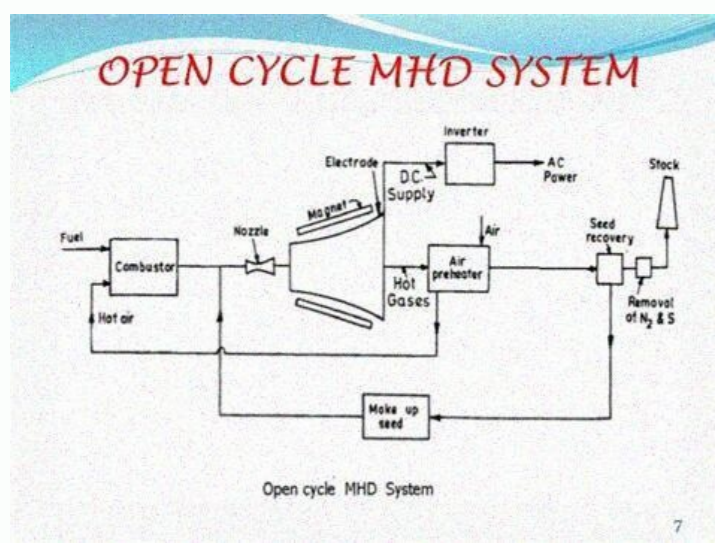 OPEN CYCLE MHD SYSTEM
Inverter
Electrode
D.C.
Supply
AC
Power
Stock
Magnet
Nozzle
Fuel
Combustor
Air
Air
preheater
Seed
recovery
Hot
Gases
Removal
of N₂ & S
Hot air
Make up
seed
Open cycle MHD System
7